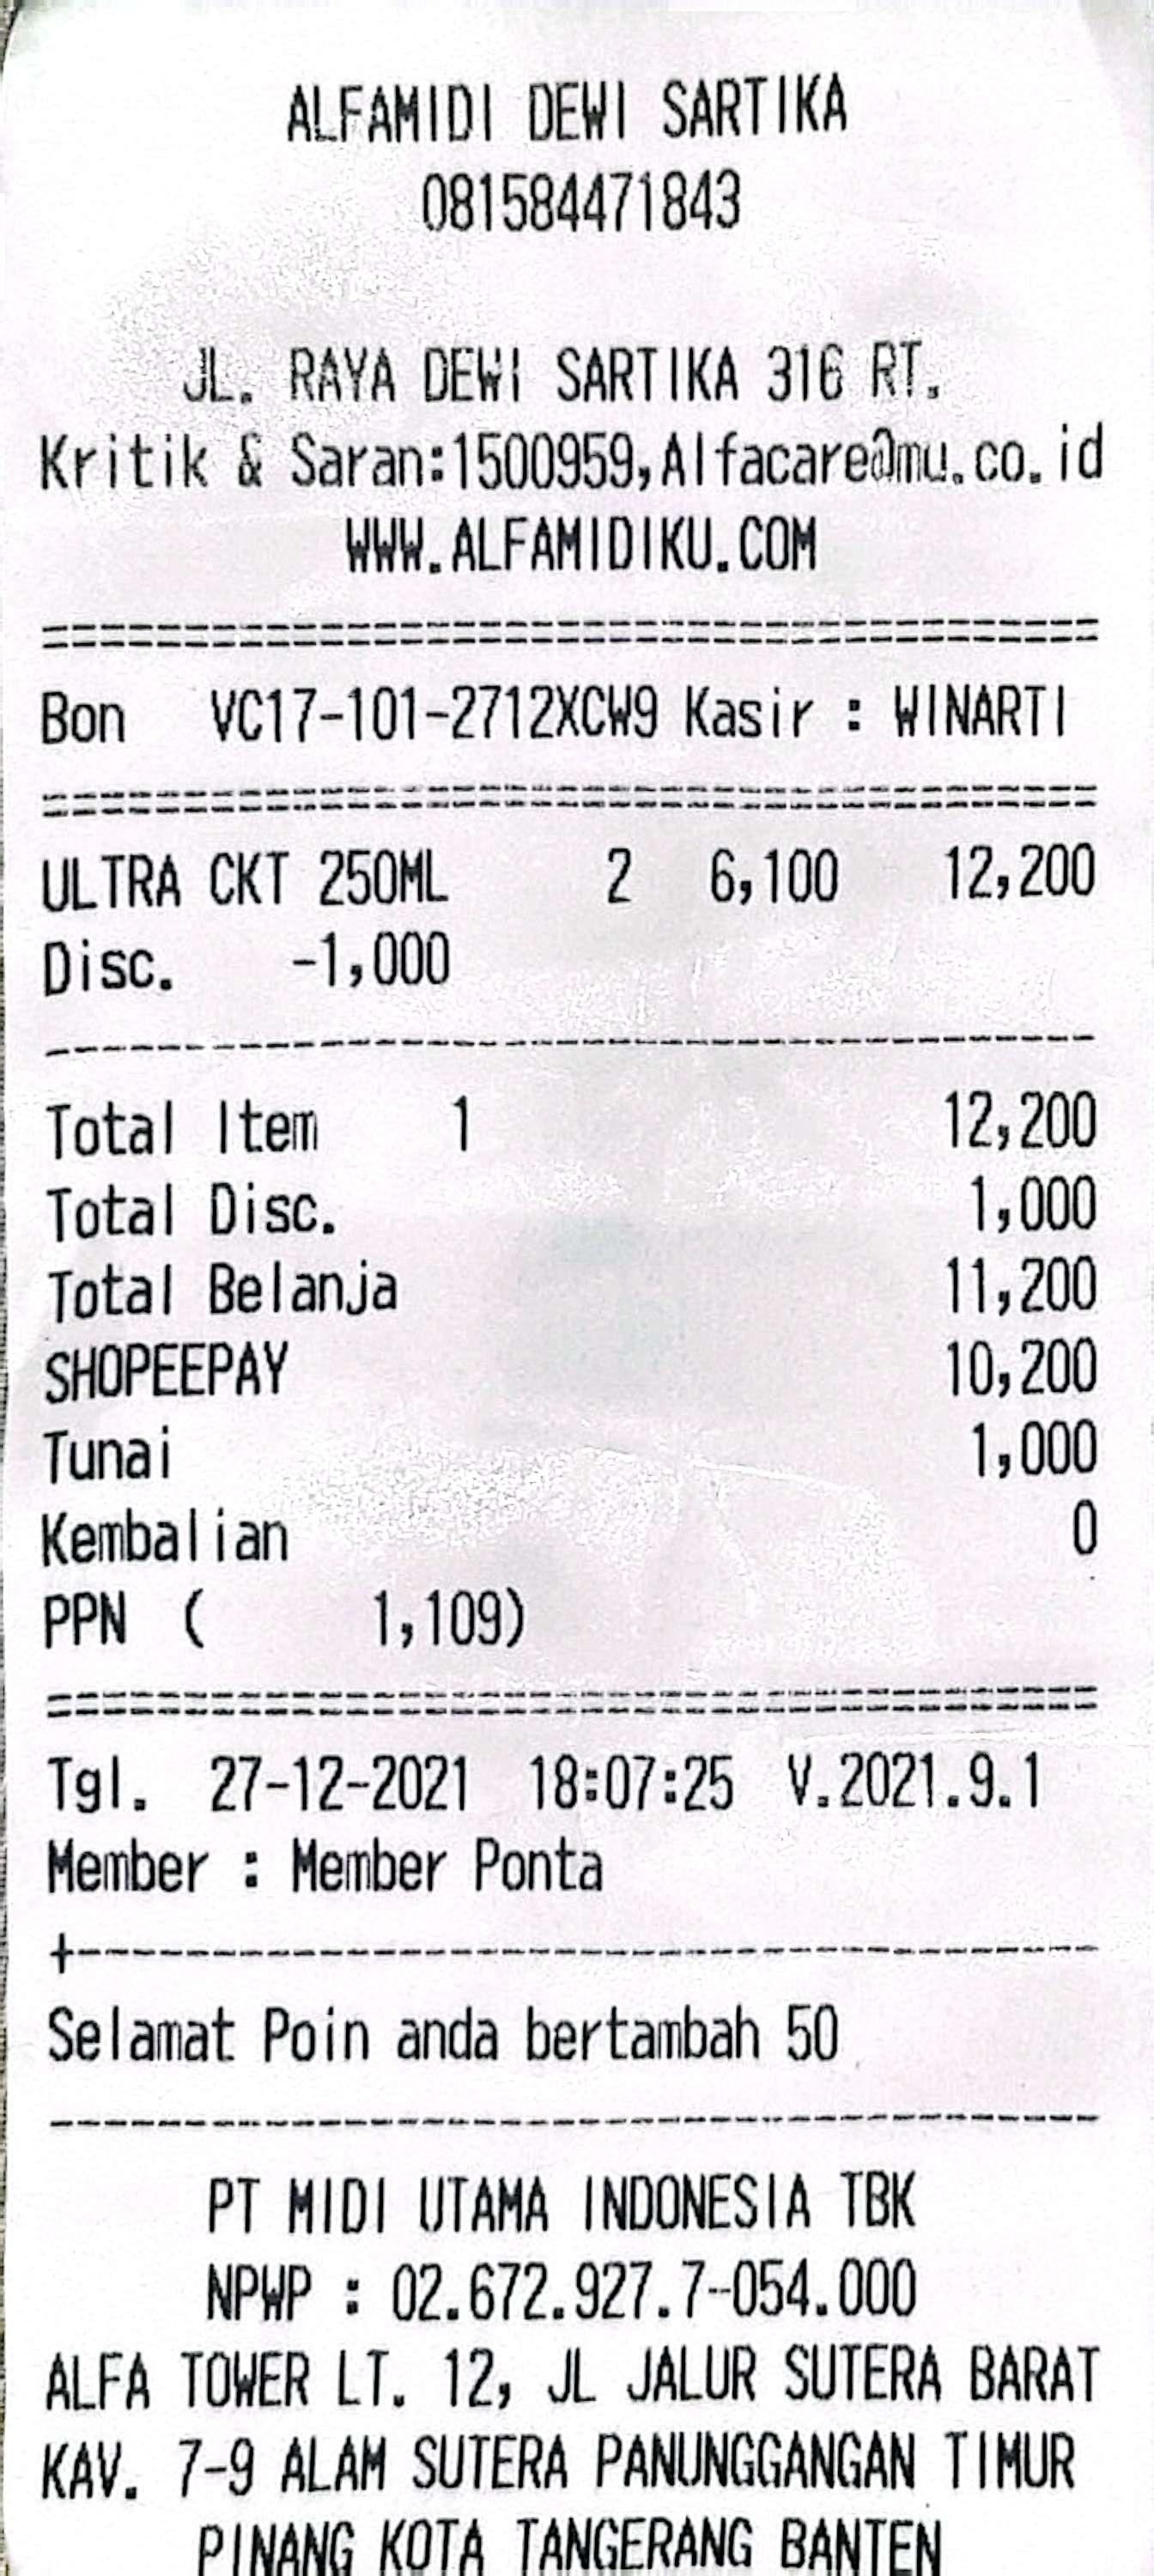 ALFAMIDI DEWI SARTIKA
081584471843
JL. RAYA DEWI SARTIKA 316 RT.
Kritik & Saran:1500959,Alfacare@mu.co.id
WWW.ALFAMIDIKU.COM
Bon VC17-101-2712XCW9 Kasir : WINARTI
ULTRA CKT 250ML 2 6,100 12,200
Disc. -1,000
Total Item 1 12,200
Total Disc. 1,000
Total Belanja 11,200
SHOPEEPAY 10,200
Tunai 1,000
Kembalian 0
PPN ( 1,109)
Tgl. 27-12-2021 18:07:25 V.2021.9.1
Member : Member Ponta
Selamat Poin anda bertambah 50
PT MIDI UTAMA INDONESIA TBK
NPWP : 02.672.927.7-054.000
ALFA TOWER LT. 12, JL JALUR SUTERA BARAT
KAV. 7-9 ALAM SUTERA PANUNGGANGAN TIMUR
PINANG KOTA TANGERANG BANTEN